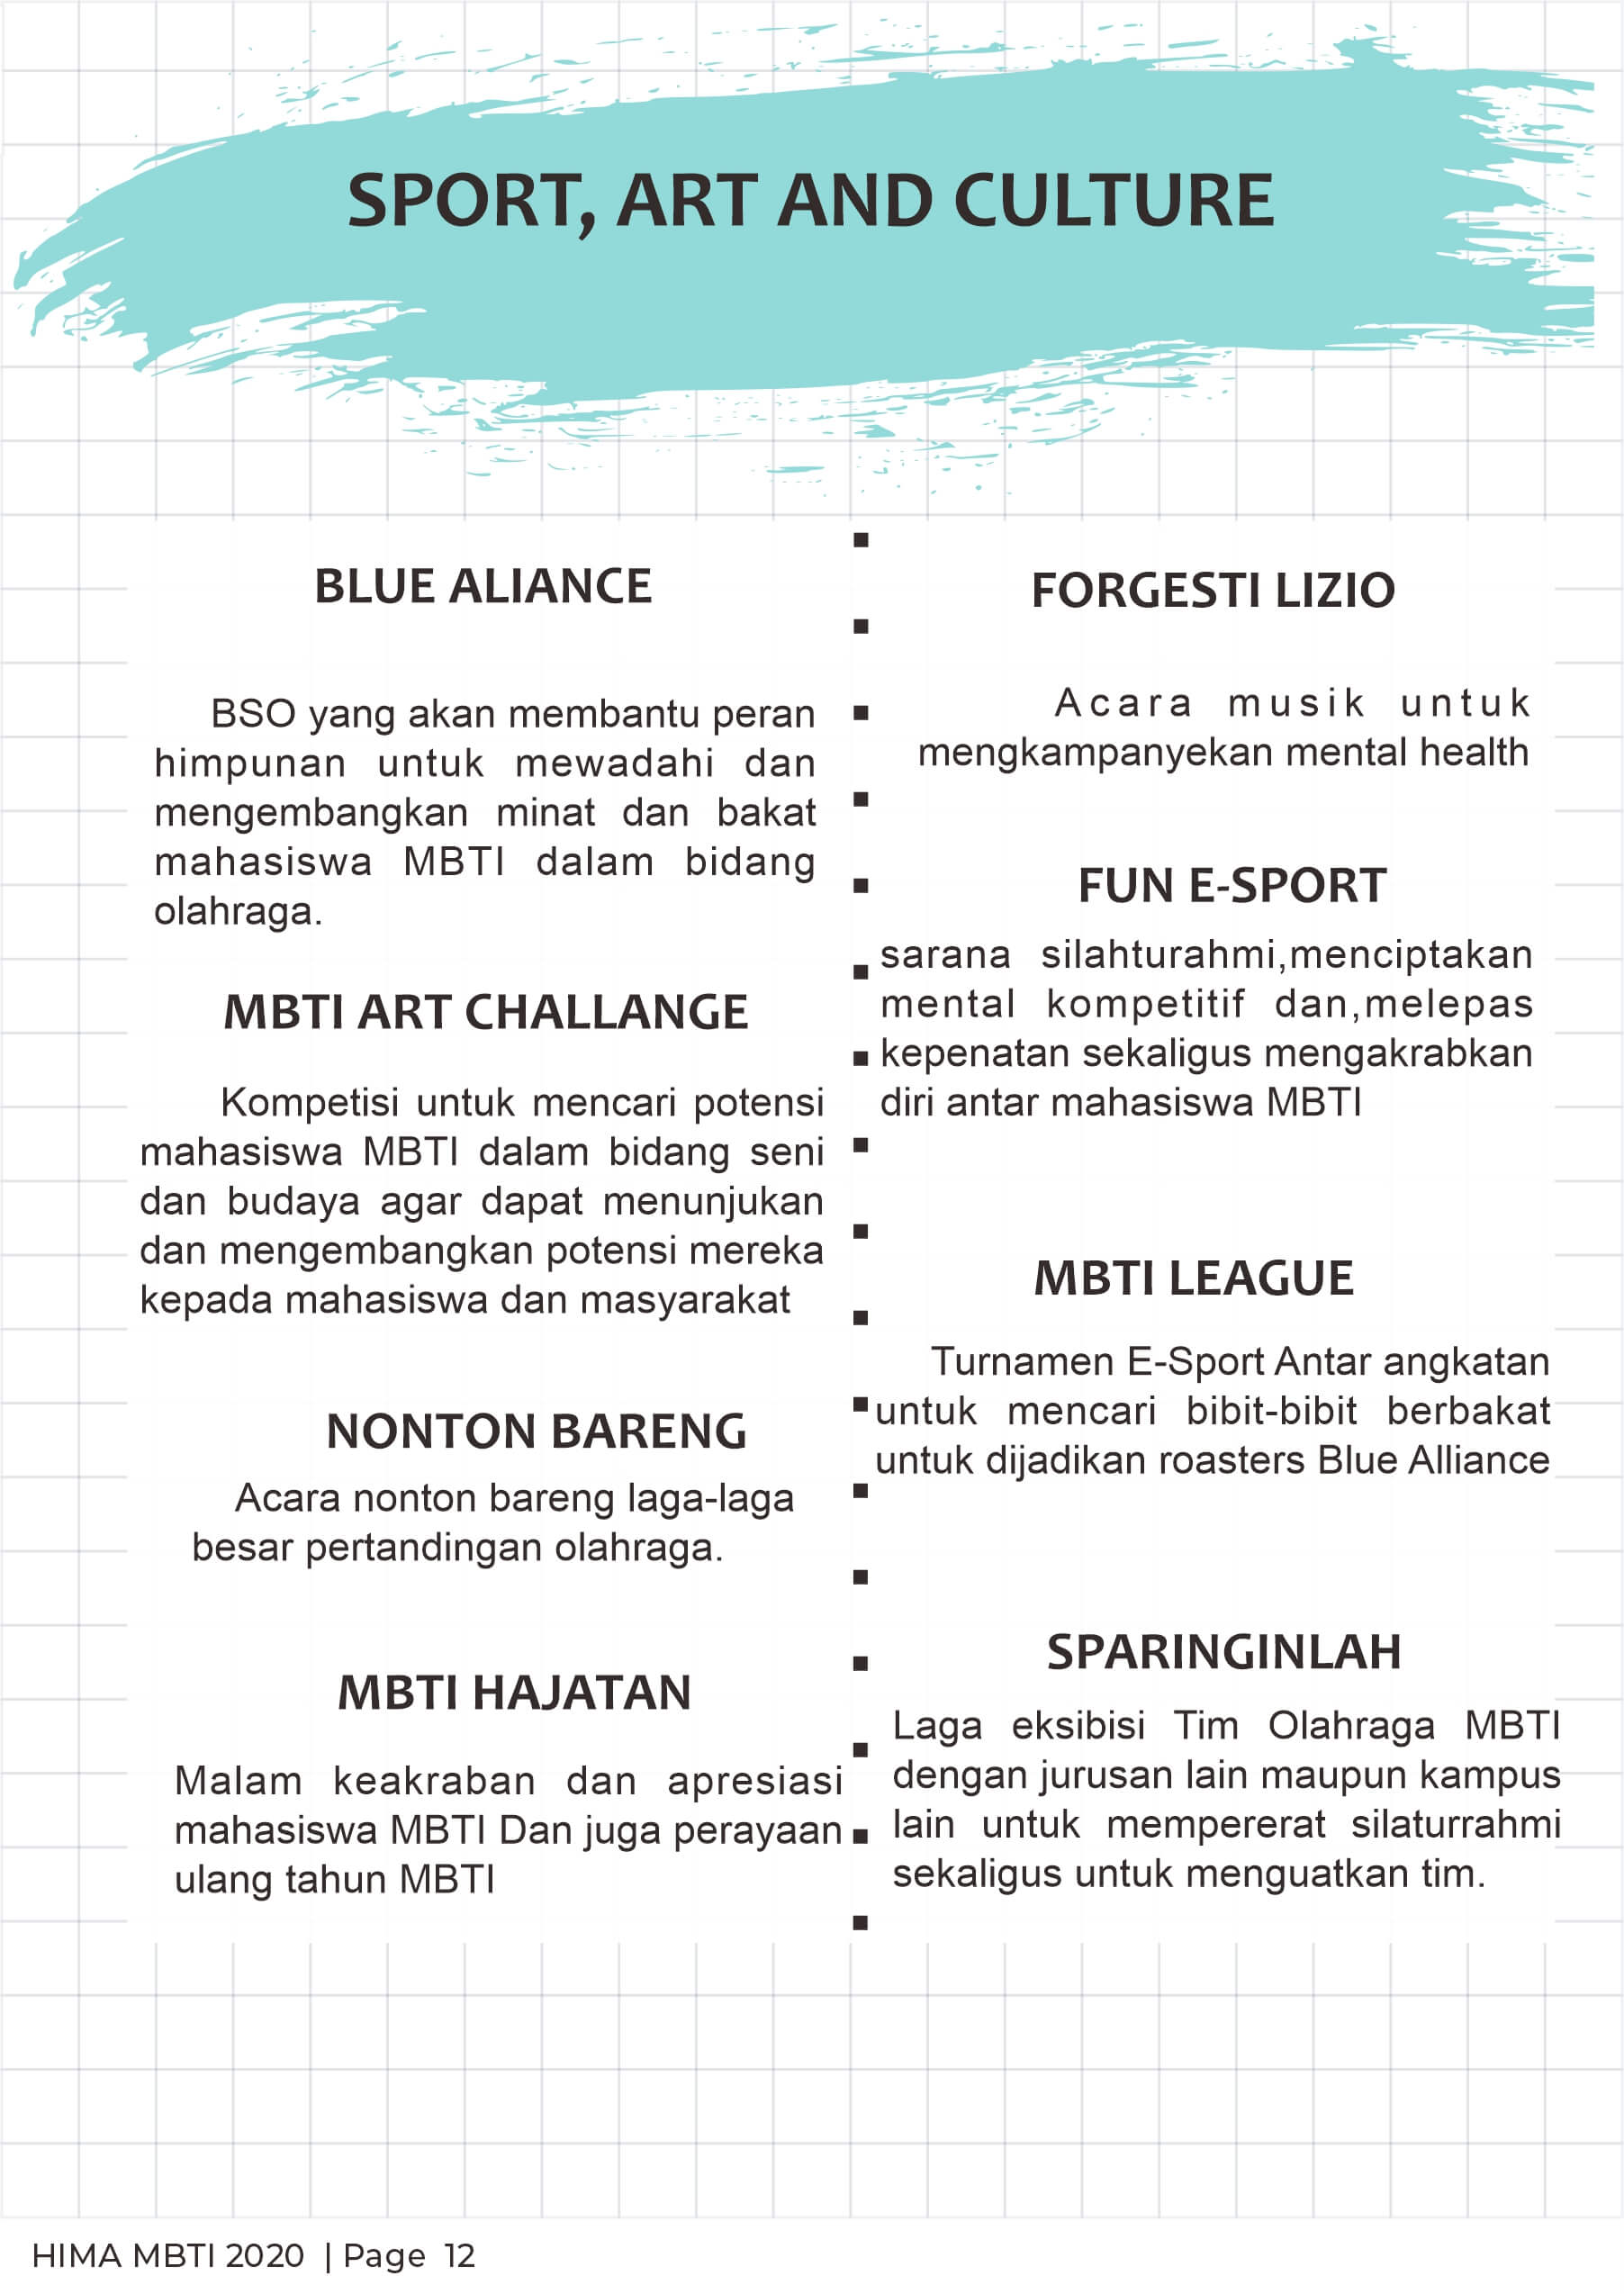 SPORT, ART AND CULTURE
BLUE ALIANCE
BSO yang akan membantu peran
himpunan untuk mewadahi dan
mengembangkan minat dan bakat
mahasiswa MBTI dalam bidang
olahraga.
MBTI ART CHALLANGE
Kompetisi untuk mencari potensi
mahasiswa MBTI dalam bidang seni
dan budaya agar dapat menunjukan
dan mengembangkan potensi mereka
kepada mahasiswa dan masyarakat
NONTON BARENG
Acara nonton bareng laga-laga
besar pertandingan olahraga.
MBTI HAJATAN
Malam keakraban dan apresiasi
mahasiswa MBTI Dan juga perayaan
ulang tahun MBTI
FORGESTI LIZIO
Acara musik untuk
mengkampanyekan mental health
FUN E-SPORT
sarana silahturahmi,menciptakan
mental kompetitif dan,melepas
kepenatan sekaligus mengakrabkan
diri antar mahasiswa MBTI
MBTI LEAGUE
Turnamen E-Sport Antar angkatan
untuk mencari bibit-bibit berbakat
untuk dijadikan roasters Blue Alliance
SPARINGINLAH
Laga eksibisi Tim Olahraga MBTI
dengan jurusan lain maupun kampus
lain untuk mempererat silaturrahmi
sekaligus untuk menguatkan tim.
HIMA MBTI 2020 | Page 12